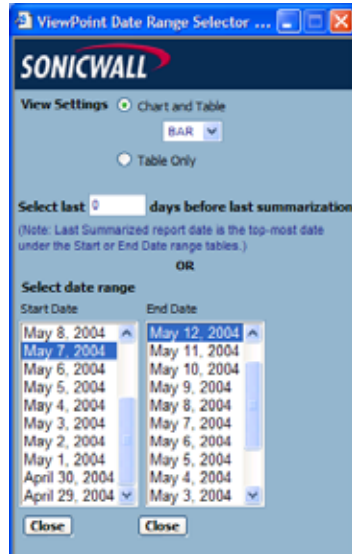 ViewPoint Date Range Selector ...
SONICWALL
View Settings Chart and Table
BAR
Table Only
Select last 0 days before last summarization
(Note: Last Summarized report date is the top-most date
under the Start or End Date range tables.)
OR
Select date range
Start Date End Date
May 8, 2004 May 12, 2004
May 7, 2004 May 11, 2004
May 6, 2004 May 10, 2004
May 5, 2004 May 9, 2004
May 4, 2004 May 8, 2004
May 3, 2004 May 7, 2004
May 2, 2004 May 6, 2004
May 1, 2004 May 5, 2004
April 30, 2004 May 4, 2004
April 29, 2004 May 3, 2004
Close Close